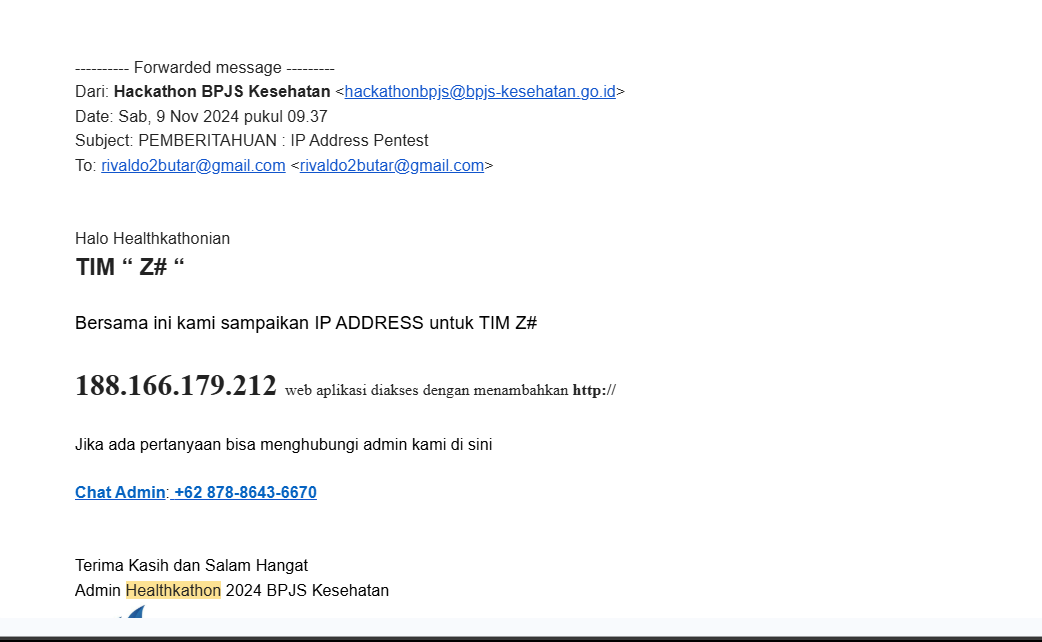 ---------- Forwarded message ---------
Dari: Hackathon BPJS Kesehatan <hackathonbpjs@bpjs-kesehatan.go.id>
Date: Sab, 9 Nov 2024 pukul 09.37
Subject: PEMBERITAHUAN : IP Address Pentest
To: rivaldo2butar@gmail.com <rivaldo2butar@gmail.com>
Halo Healthkathonian
TIM “ Z# “
Bersama ini kami sampaikan IP ADDRESS untuk TIM Z#
188.166.179.212 web aplikasi diakses dengan menambahkan http://
Jika ada pertanyaan bisa menghubungi admin kami di sini
Chat Admin: +62 878-8643-6670
Terima Kasih dan Salam Hangat
Admin Healthkathon 2024 BPJS Kesehatan